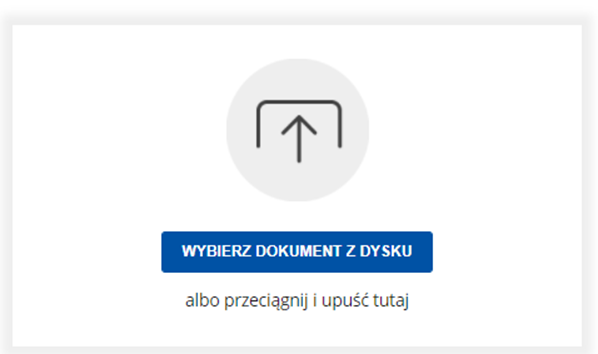 WYBIERZ DOKUMENT Z DYSKU
albo przeciągnij i upuść tutaj